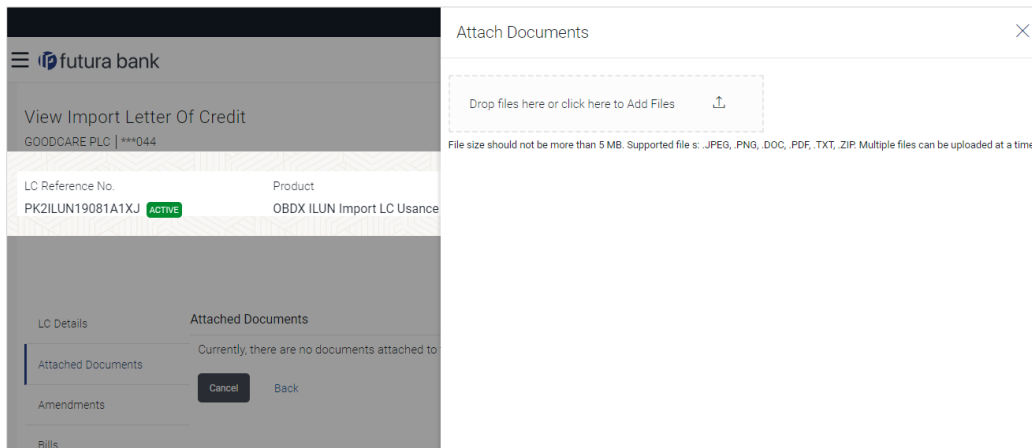 Attach Documents
futura bank
View Import Letter Of Credit
GOODCARE PLC | ***044
Drop files here or click here to Add Files
File size should not be more than 5 MB. Supported file s: .JPEG, .PNG, .DOC, .PDF, .TXT, .ZIP. Multiple files can be uploaded at a time
LC Reference No.
Product
PK2ILUN19081A1XJ ACTIVE
OBDX ILUN Import LC Usance
LC Details
Attached Documents
Attached Documents
Currently, there are no documents attached to
Cancel
Back
Amendments
Bills